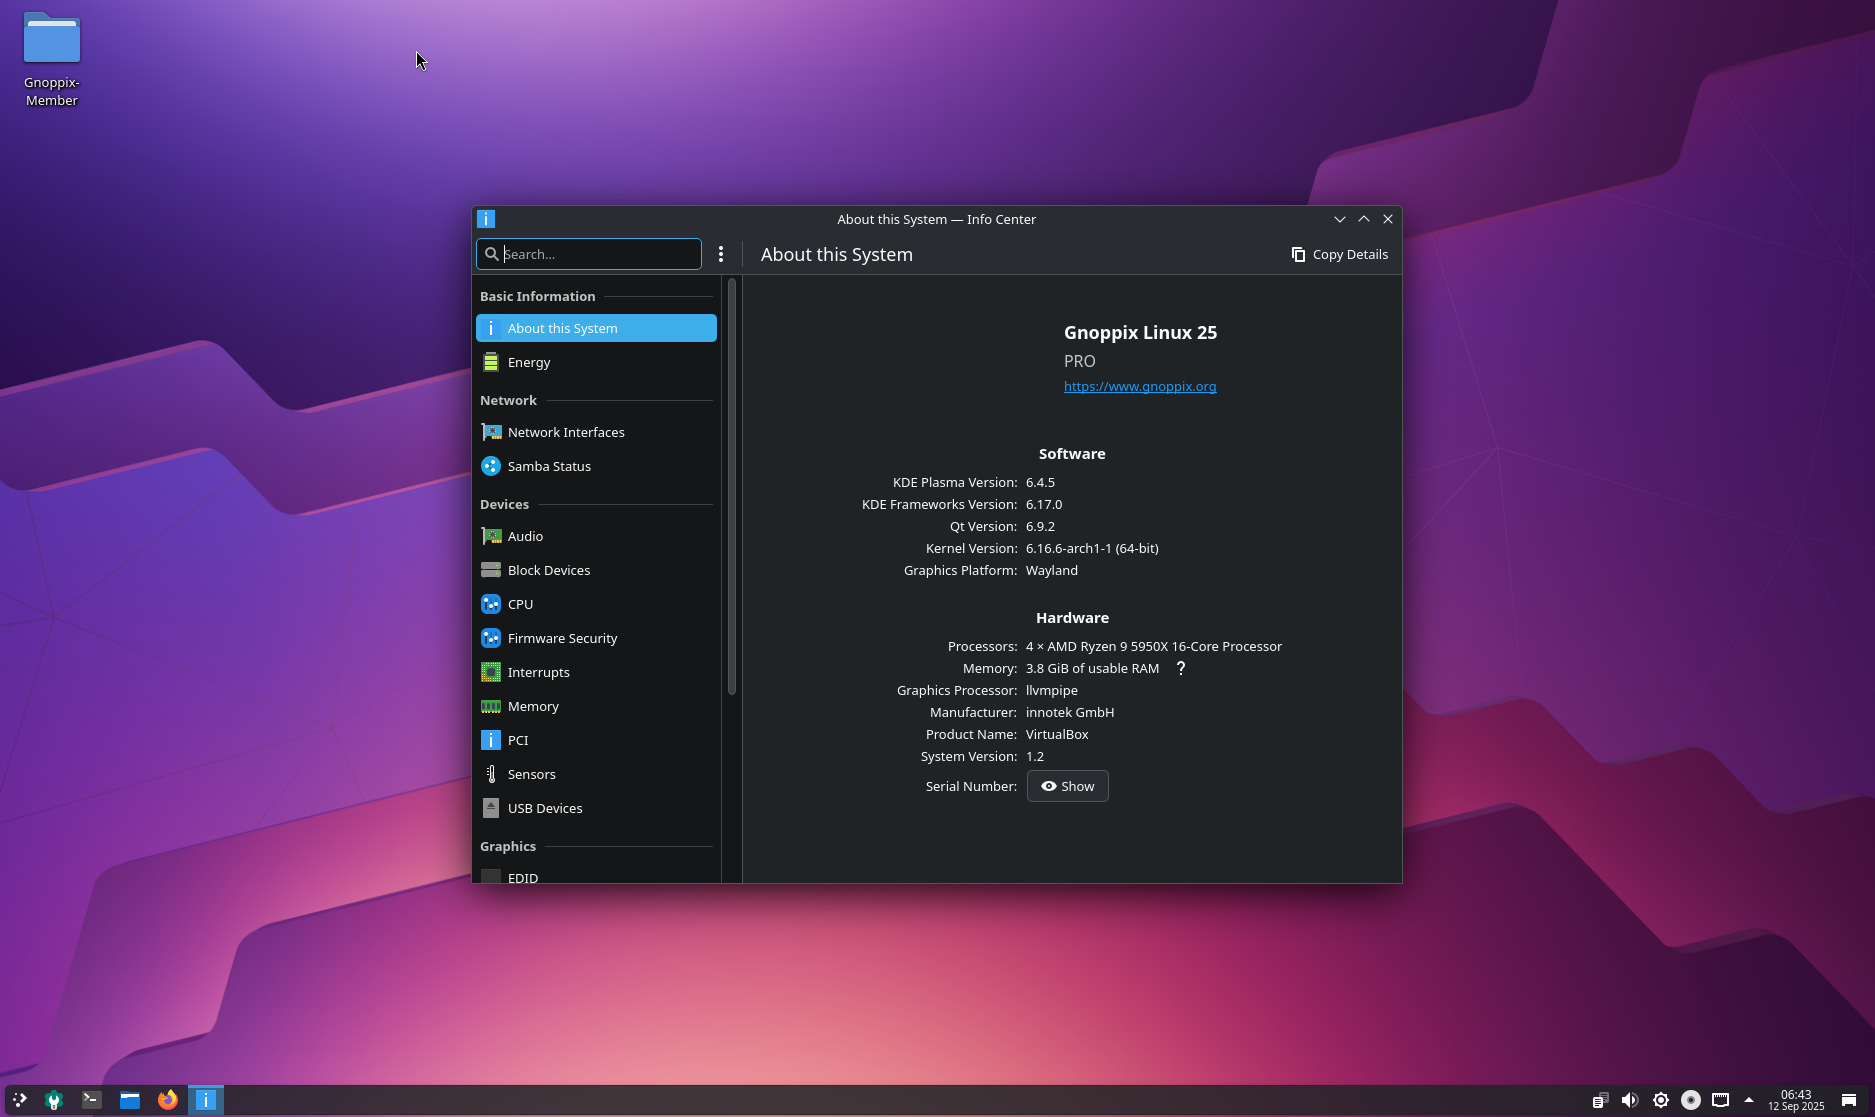 Gnoppix-
Member
About this System — Info Center
Search...
About this System
Copy Details
Basic Information
About this System
Energy
Network
Network Interfaces
Samba Status
Devices
Audio
Block Devices
CPU
Firmware Security
Interrupts
Memory
PCI
Sensors
USB Devices
Graphics
EDID
Gnoppix Linux 25
PRO
https://www.gnoppix.org
Software
KDE Plasma Version: 6.4.5
KDE Frameworks Version: 6.17.0
Qt Version: 6.9.2
Kernel Version: 6.16.6-arch1-1 (64-bit)
Graphics Platform: Wayland
Hardware
Processors: 4 × AMD Ryzen 9 5950X 16-Core Processor
Memory: 3.8 GiB of usable RAM ?
Graphics Processor: llvmpipe
Manufacturer: innotek GmbH
Product Name: VirtualBox
System Version: 1.2
Serial Number: Show
06:43
12 Sep 2025